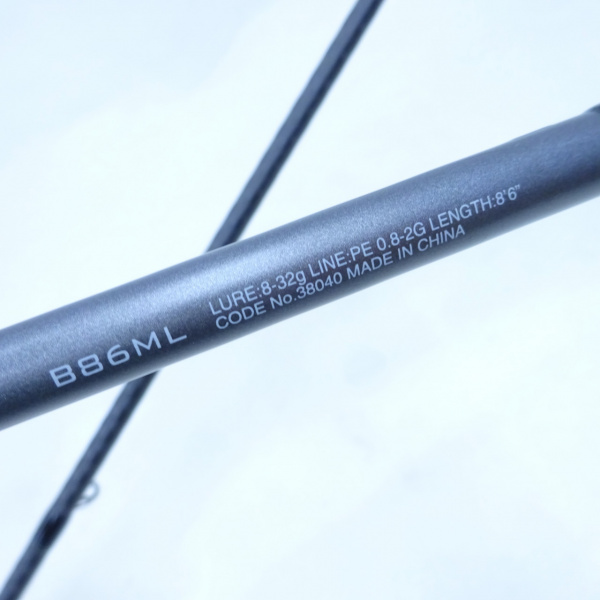 B86ML
LURE:8-32g LINE:PE 0.8-2G LENGTH:8'6"
CODE No.38040 MADE IN CHINA